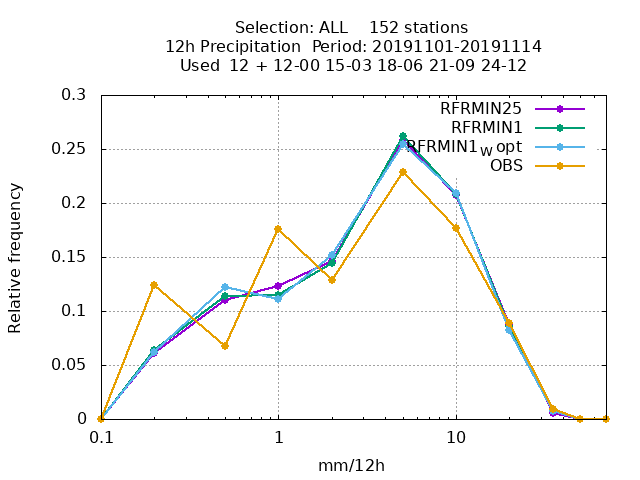 Selection: ALL    152 stations
12h Precipitation  Period: 20191101-20191114
Used  12 + 12-00 15-03 18-06 21-09 24-12
0.3
RFRMIN25
RFRMIN1
0.25
RFRMIN1_W opt
OBS
0.2
0.15
0.1
0.05
0
0.1
1
10
Relative frequency
mm/12h